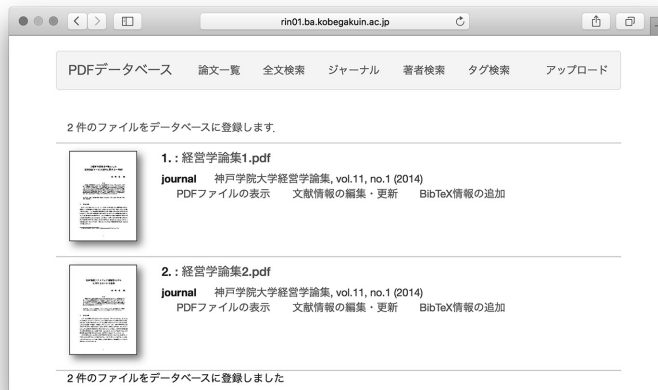 rin01.ba.kobegakuin.ac.jp
PDFデータベース 論文一覧 全文検索 ジャーナル 著者検索 タグ検索 アップロード
2 件のファイルをデータベースに登録します.
1. : 経営学論集1.pdf
journal 神戸学院大学経営学論集, vol.11, no.1 (2014)
PDFファイルの表示 文献情報の編集・更新 BibTeX情報の追加
2. : 経営学論集2.pdf
journal 神戸学院大学経営学論集, vol.11, no.1 (2014)
PDFファイルの表示 文献情報の編集・更新 BibTeX情報の追加
2 件のファイルをデータベースに登録しました